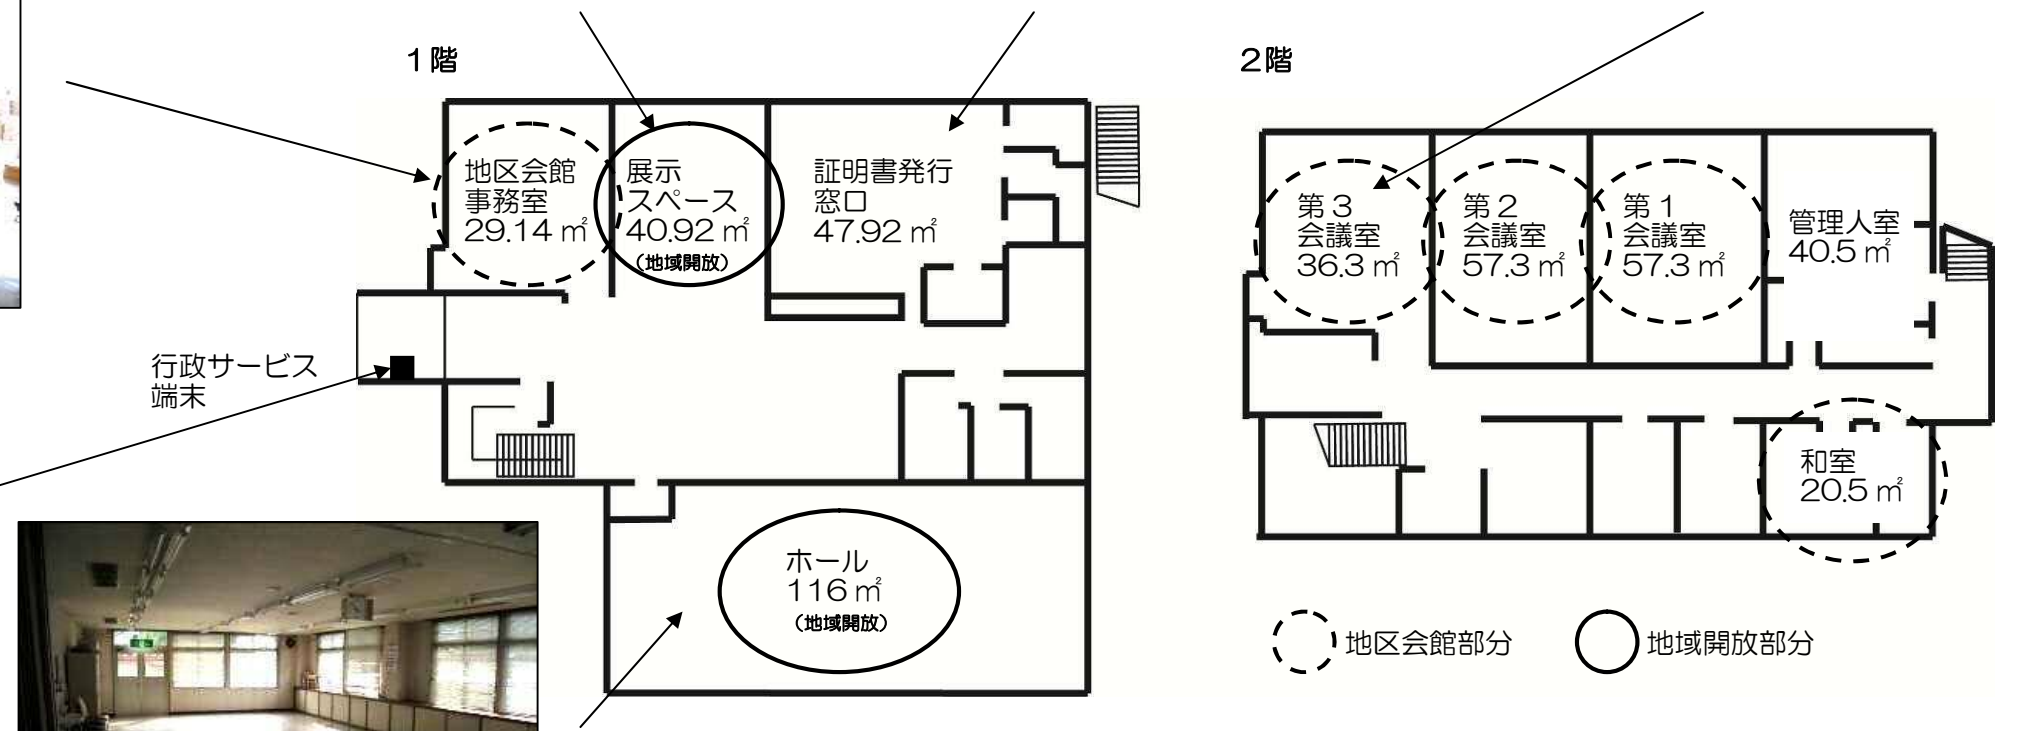 1階
地区会館
事務室
29.14㎡
展示
スペース
40.92㎡
(地域開放)
証明書発行
窓口
47.92㎡
行政サービス
端末
ホール
116㎡
(地域開放)
2階
第3
会議室
36.3㎡
第2
会議室
57.3㎡
第1
会議室
57.3㎡
管理人室
40.5㎡
和室
20.5㎡
地区会館部分
地域開放部分